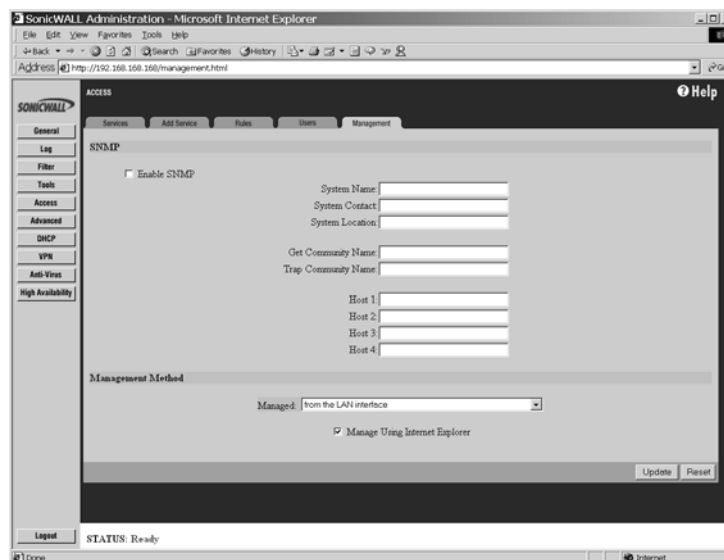 SonicWALL Administration - Microsoft Internet Explorer
File Edit View Favorites Tools Help
Back Search Favorites History
Address http://192.168.168.168/management.html
SONICWALL
ACCESS
Help
Services Add Service Rules Users Management
General
Log
Filter
Tools
Access
Advanced
DHCP
VPN
Anti-Virus
High Availability
SNMP
Enable SNMP
System Name:
System Contact:
System Location:
Get Community Name:
Trap Community Name:
Host 1:
Host 2:
Host 3:
Host 4:
Management Method
Managed: from the LAN interface
Manage Using Internet Explorer
Update Reset
Logout
STATUS: Ready
Done Internet